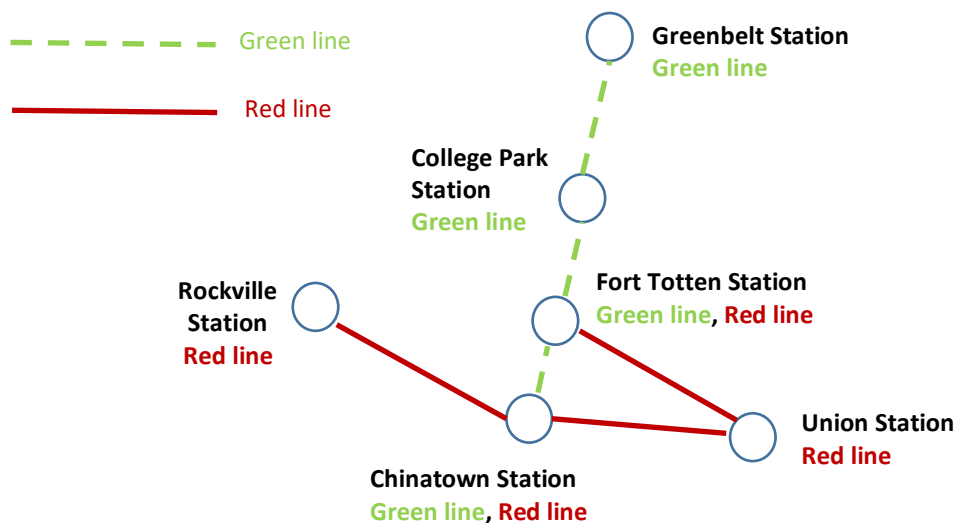 Green line
Red line
Greenbelt Station
Green line
College Park
Station
Green line
Fort Totten Station
Green line, Red line
Rockville
Station
Red line
Union Station
Red line
Chinatown Station
Green line, Red line